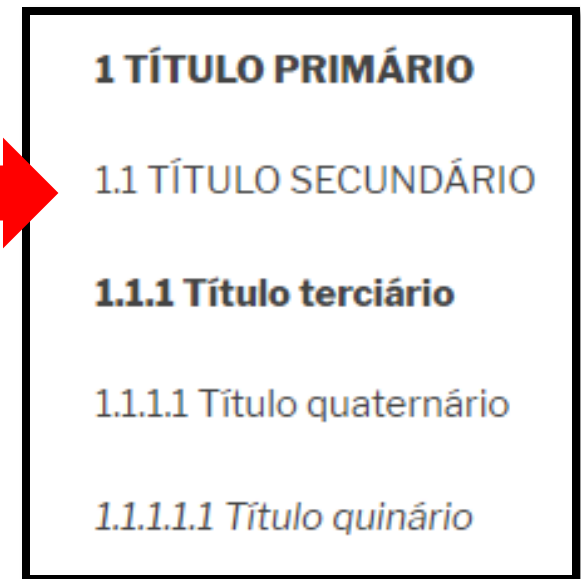 1 TÍTULO PRIMÁRIO
1.1 TÍTULO SECUNDÁRIO
1.1.1 Título terciário
1.1.1.1 Título quaternário
1.1.1.1.1 Título quinário